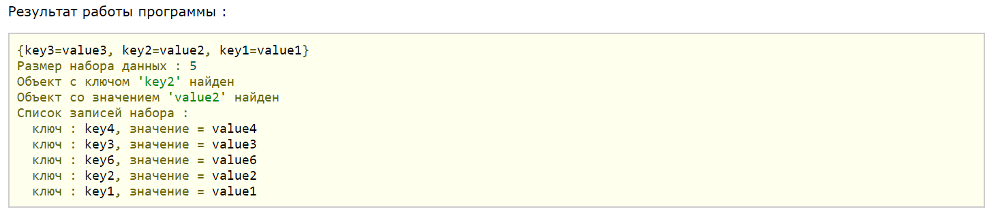 Результат работы программы :
{key3=value3, key2=value2, key1=value1}
Размер набора данных : 5
Объект с ключом 'key2' найден
Объект со значением 'value2' найден
Список записей набора :
ключ : key4, значение = value4
ключ : key3, значение = value3
ключ : key6, значение = value6
ключ : key2, значение = value2
ключ : key1, значение = value1